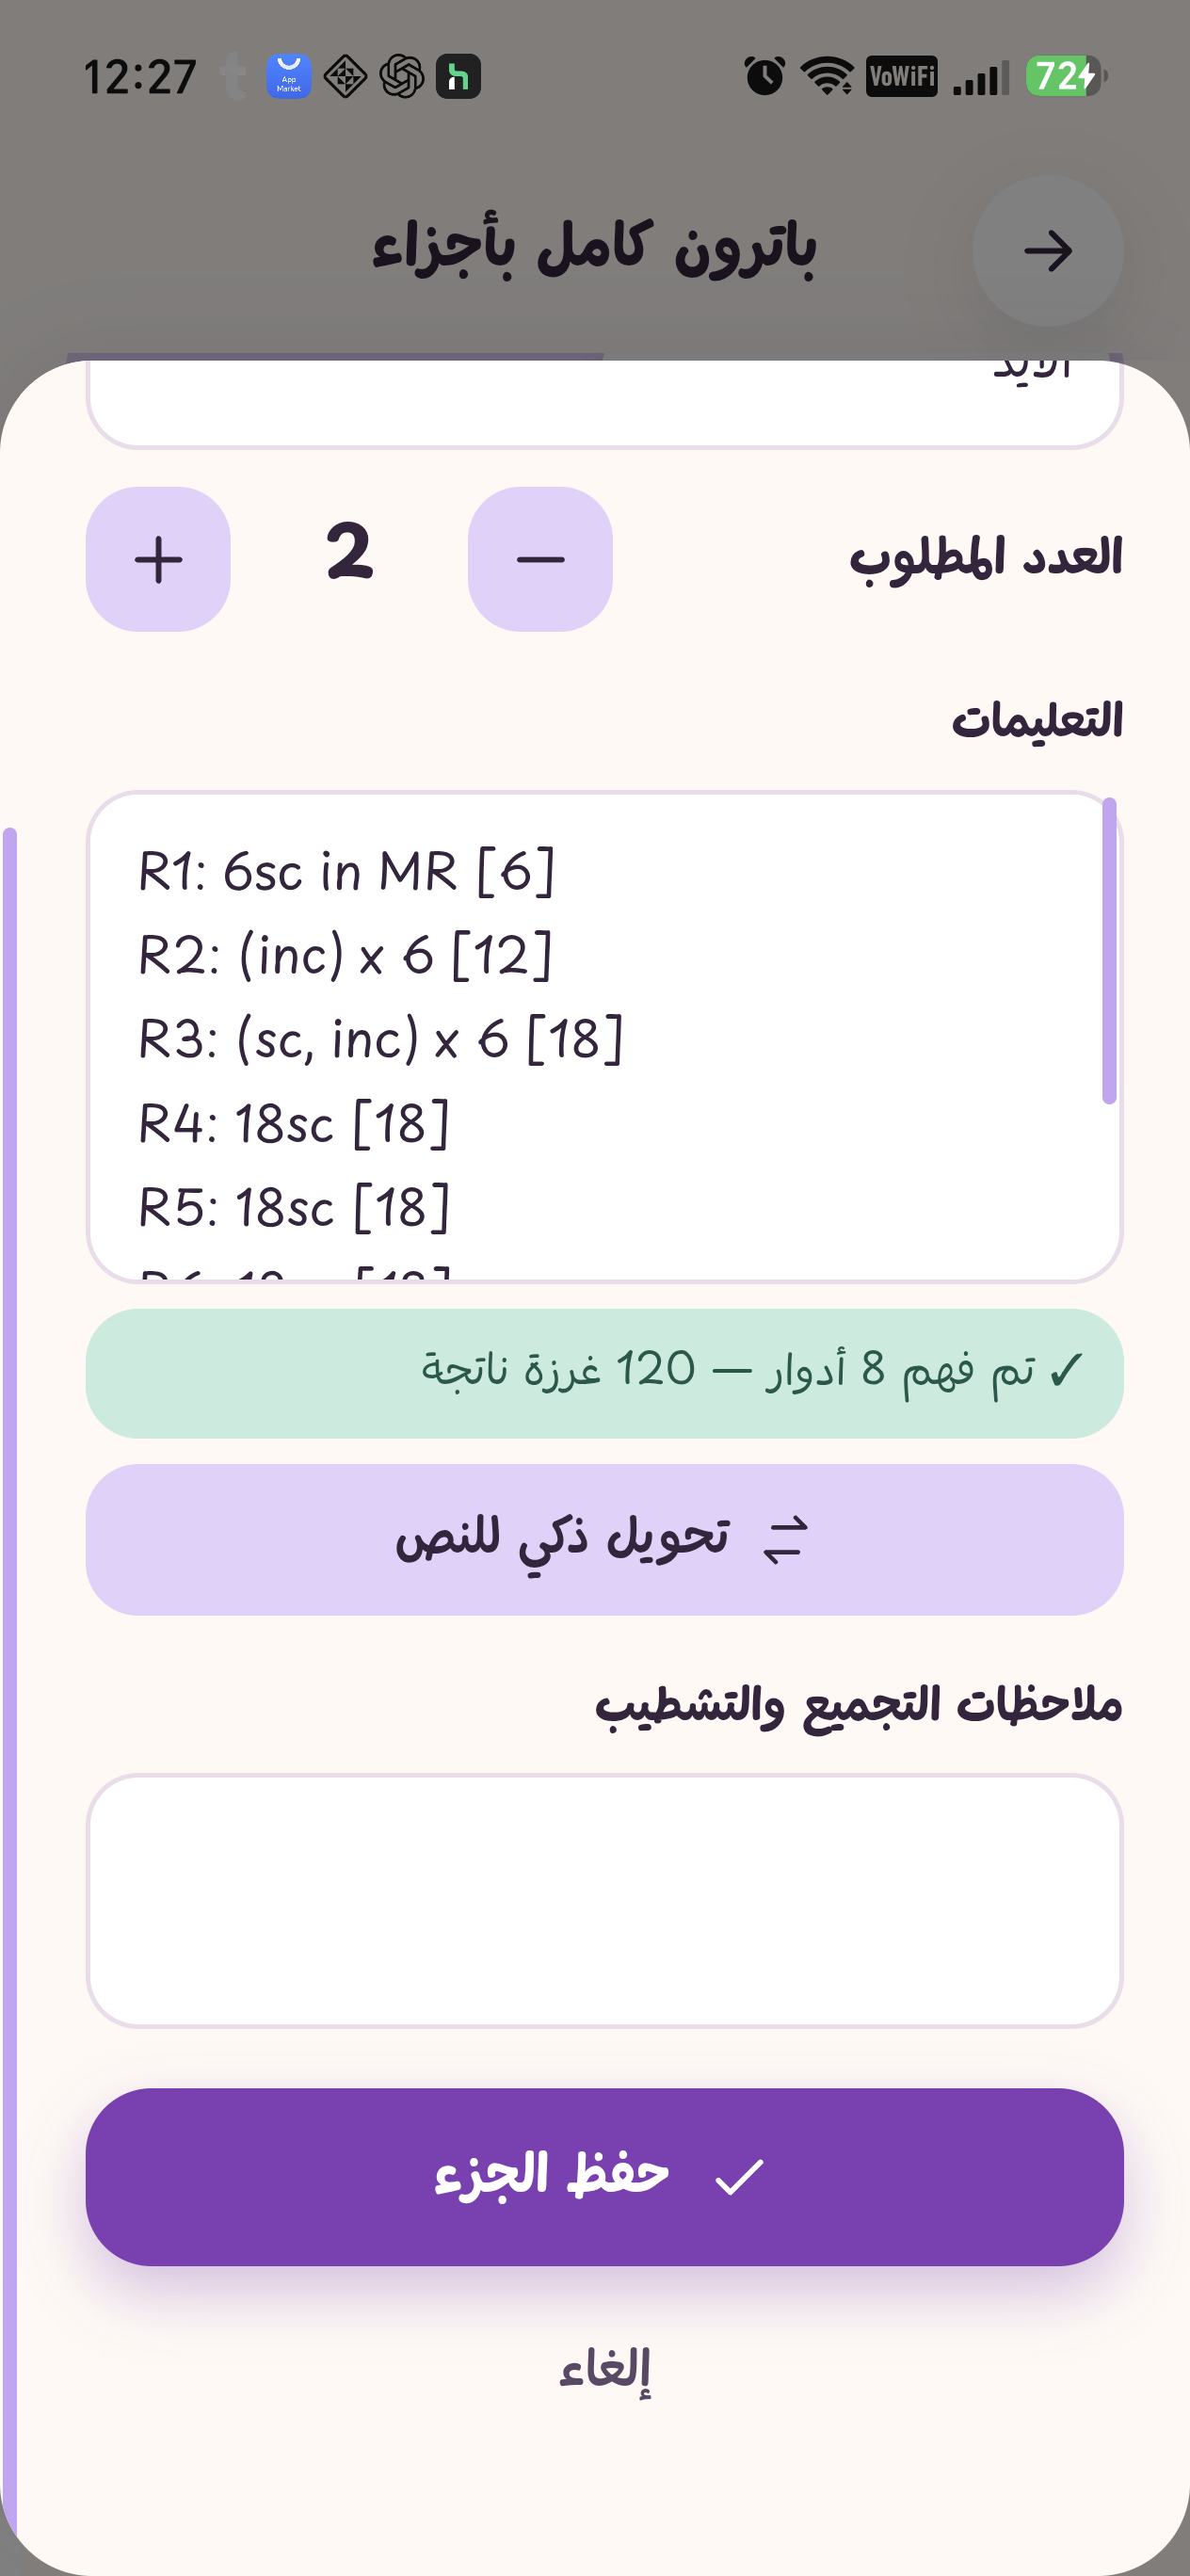 12:27
App Market
VoWiFi
72
باترون كامل بأجزاء
العدد المطلوب
2
التعليمات
R1: 6sc in MR [6]
R2: (inc) x 6 [12]
R3: (sc, inc) x 6 [18]
R4: 18sc [18]
R5: 18sc [18]
✓ تم فهم 8 أدوار — 120 غرزة ناتجة
تحويل ذكي للنص
ملاحظات التجميع والتشطيب
حفظ الجزء
إلغاء